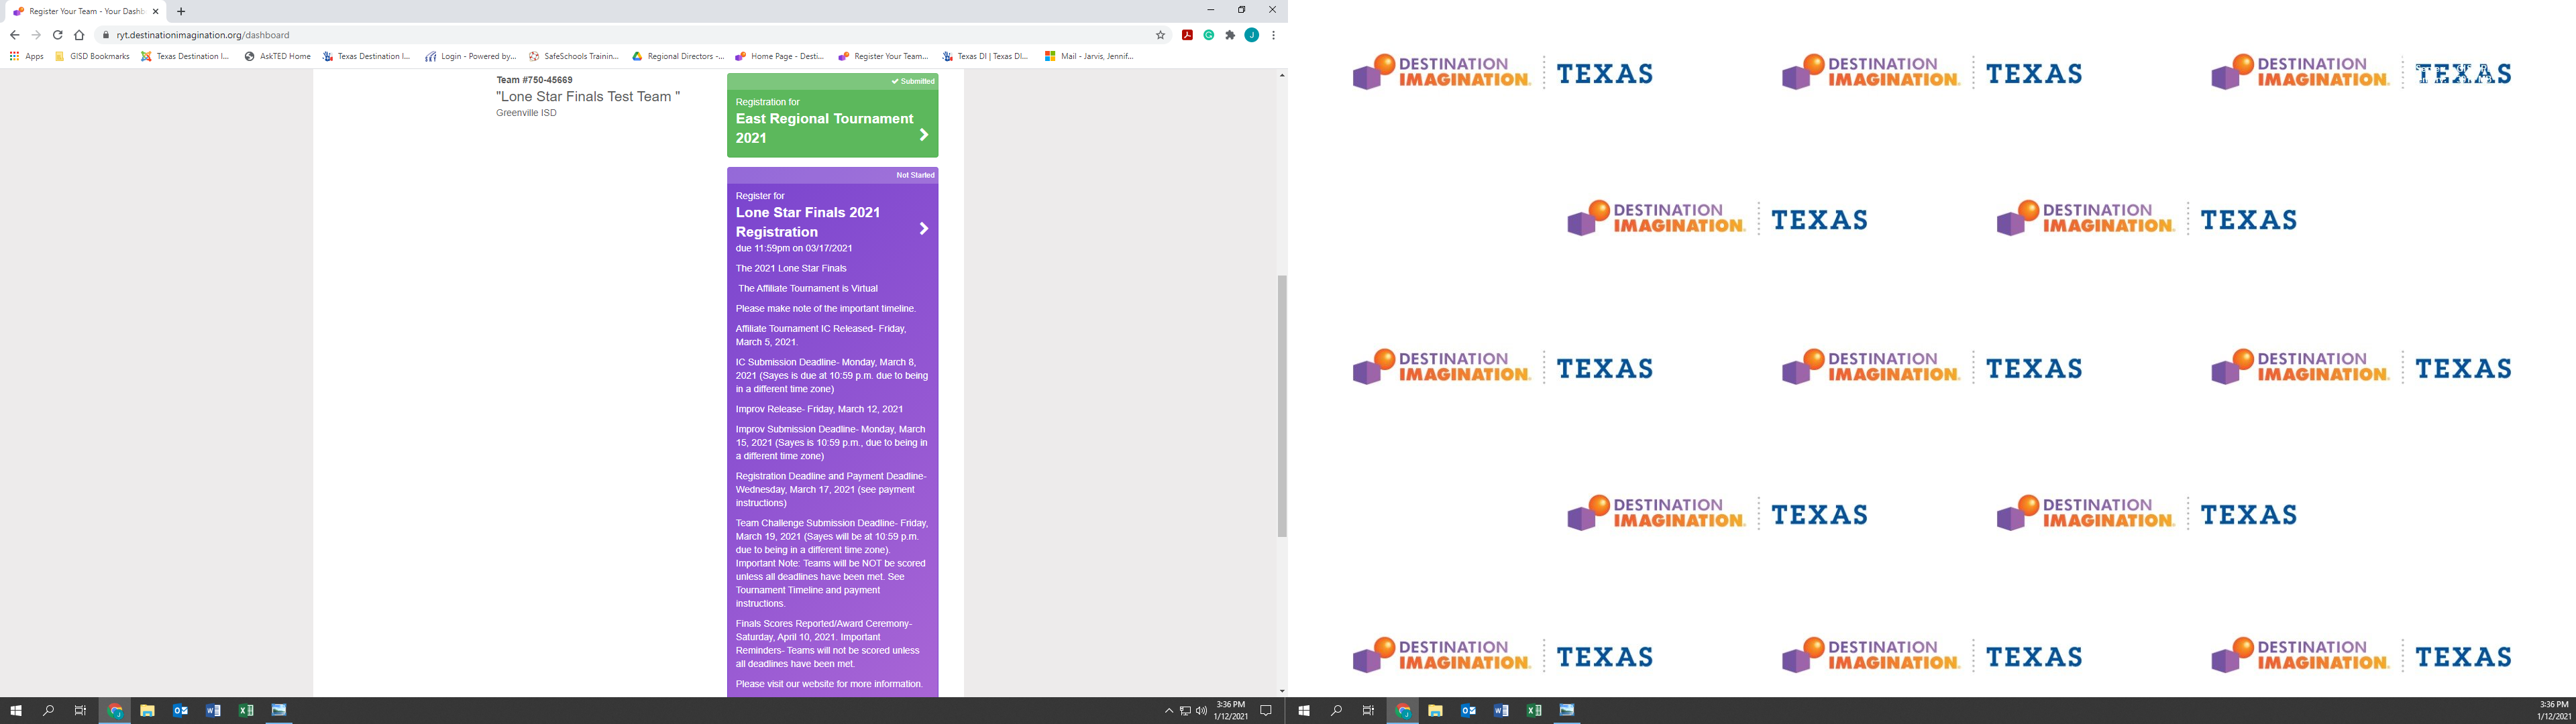 Register Your Team - Your Dashb
ryt.destinationimagination.org/dashboard
Apps
GISD Bookmarks
Texas Destination I...
AskTED Home
Texas Destination I...
Login - Powered by...
SafeSchools Trainin...
Regional Directors -...
Home Page - Desti...
Register Your Team...
Texas DI | Texas DI...
Mail - Jarvis, Jennif...
Team #750-45669
"Lone Star Finals Test Team "
Greenville ISD
Submitted
Registration for
East Regional Tournament
2021
Not Started
Register for
Lone Star Finals 2021
Registration
due 11:59pm on 03/17/2021
The 2021 Lone Star Finals
The Affiliate Tournament is Virtual
Please make note of the important timeline.
Affiliate Tournament IC Released- Friday,
March 5, 2021.
IC Submission Deadline- Monday, March 8,
2021 (Sayes is due at 10:59 p.m. due to being
in a different time zone)
Improv Release- Friday, March 12, 2021
Improv Submission Deadline- Monday, March
15, 2021 (Sayes is 10:59 p.m., due to being in
a different time zone)
Registration Deadline and Payment Deadline-
Wednesday, March 17, 2021 (see payment
instructions)
Team Challenge Submission Deadline- Friday,
March 19, 2021 (Sayes will be at 10:59 p.m.
due to being in a different time zone).
Important Note: Teams will be NOT be scored
unless all deadlines have been met. See
Tournament Timeline and payment
instructions.
Finals Scores Reported/Award Ceremony-
Saturday, April 10, 2021. Important
Reminders- Teams will not be scored unless
all deadlines have been met.
Please visit our website for more information.
3:36 PM
1/12/2021
DESTINATION
IMAGINATION
TEXAS
DESTINATION
IMAGINATION
TEXAS
DESTINATION
IMAGINATION
TEXAS
DESTINATION
IMAGINATION
TEXAS
DESTINATION
IMAGINATION
TEXAS
DESTINATION
IMAGINATION
TEXAS
DESTINATION
IMAGINATION
TEXAS
DESTINATION
IMAGINATION
TEXAS
DESTINATION
IMAGINATION
TEXAS
DESTINATION
IMAGINATION
TEXAS
DESTINATION
IMAGINATION
TEXAS
DESTINATION
IMAGINATION
TEXAS
DESTINATION
IMAGINATION
TEXAS
3:36 PM
1/12/2021